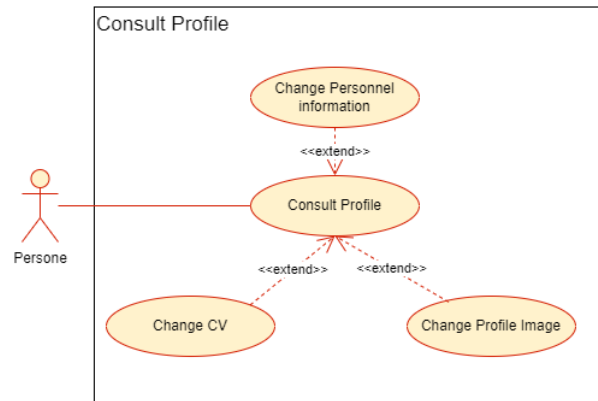 Consult Profile
Change Personnel
information
<<extend>>
Consult Profile
Persone
<<extend>>
<<extend>>
Change CV
Change Profile Image